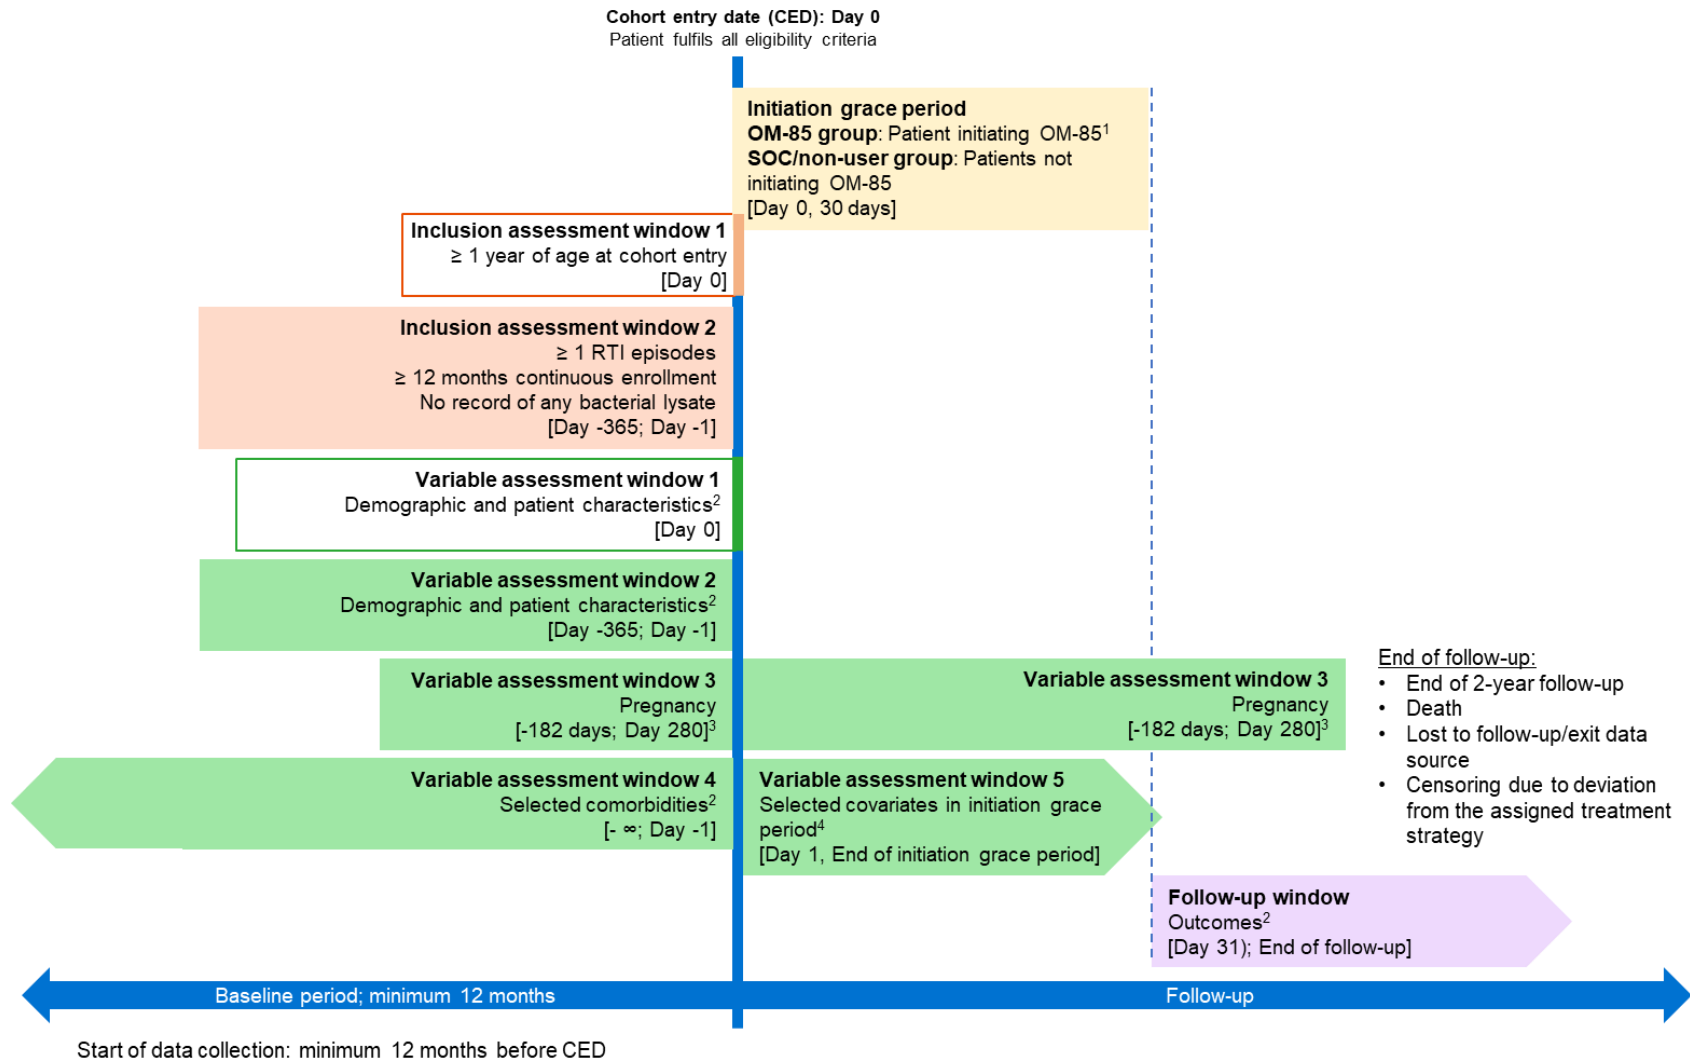 Cohort entry date (CED): Day 0
Patient fulfils all eligibility criteria
Initiation grace period
OM-85 group: Patient initiating OM-85¹
SOC/non-user group: Patients not
initiating OM-85
[Day 0, 30 days]
Inclusion assessment window 1
≥ 1 year of age at cohort entry
[Day 0]
Inclusion assessment window 2
≥ 1 RTI episodes
≥ 12 months continuous enrollment
No record of any bacterial lysate
[Day -365; Day -1]
Variable assessment window 1
Demographic and patient characteristics²
[Day 0]
Variable assessment window 2
Demographic and patient characteristics²
[Day -365; Day -1]
Variable assessment window 3
Pregnancy
[-182 days; Day 280]³
Variable assessment window 3
Pregnancy
[-182 days; Day 280]³
End of follow-up:
• End of 2-year follow-up
• Death
• Lost to follow-up/exit data
source
• Censoring due to deviation
from the assigned treatment
strategy
Variable assessment window 4
Selected comorbidities²
[- ∞; Day -1]
Variable assessment window 5
Selected covariates in initiation grace
period⁴
[Day 1, End of initiation grace period]
Follow-up window
Outcomes²
[Day 31); End of follow-up]
Baseline period; minimum 12 months
Follow-up
Start of data collection: minimum 12 months before CED